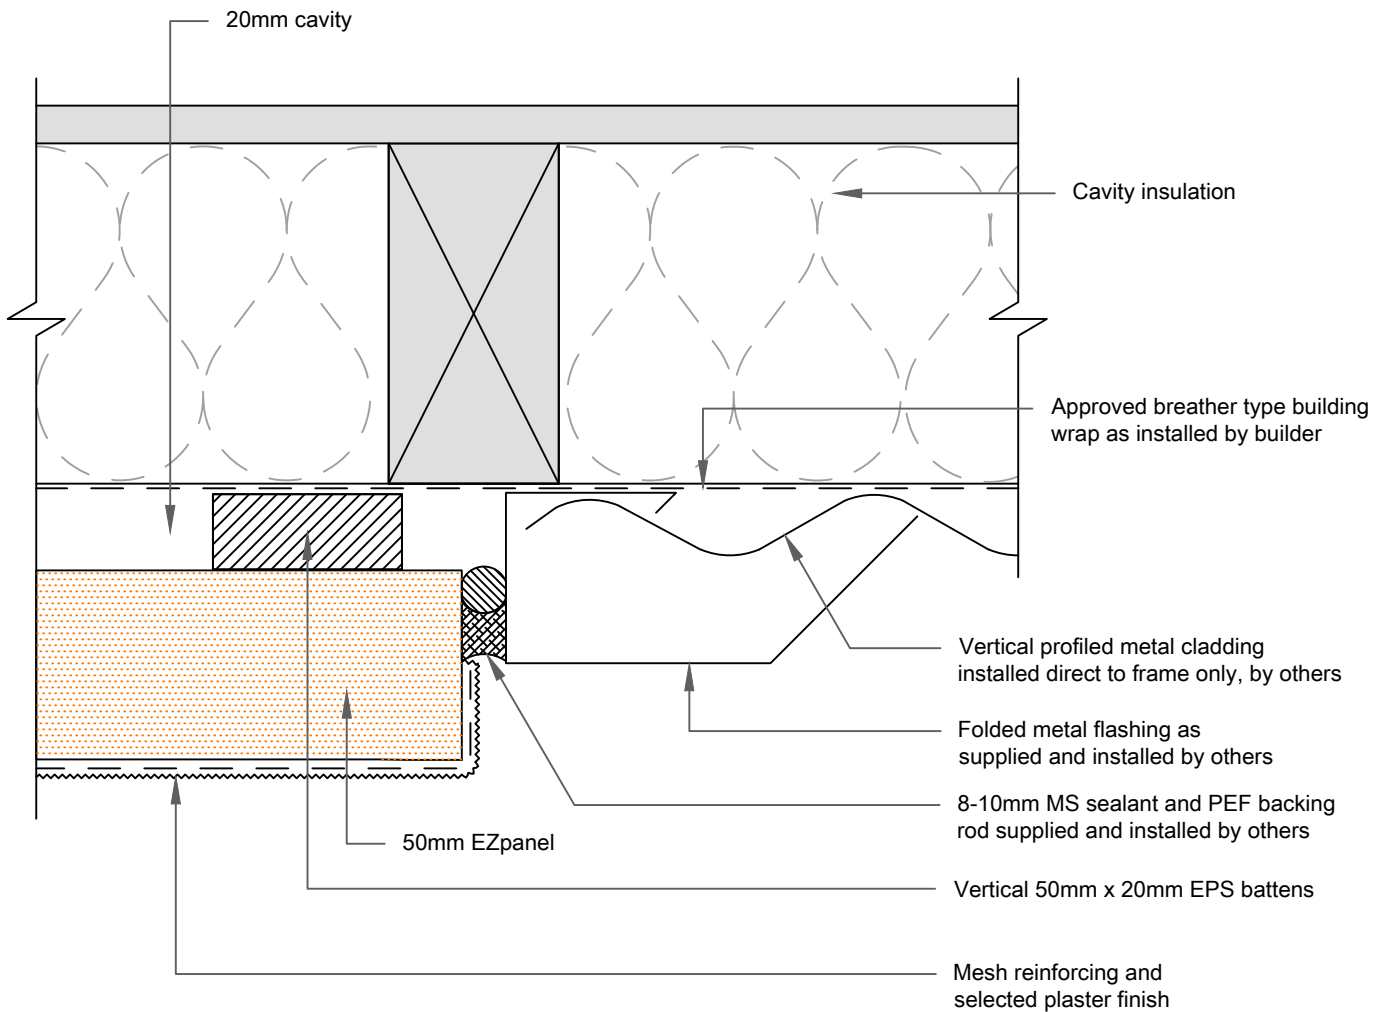 20mm cavity
Cavity insulation
Approved breather type building
wrap as installed by builder
Vertical profiled metal cladding
installed direct to frame only, by others
Folded metal flashing as
supplied and installed by others
8-10mm MS sealant and PEF backing
rod supplied and installed by others
50mm EZpanel
Vertical 50mm x 20mm EPS battens
Mesh reinforcing and
selected plaster finish